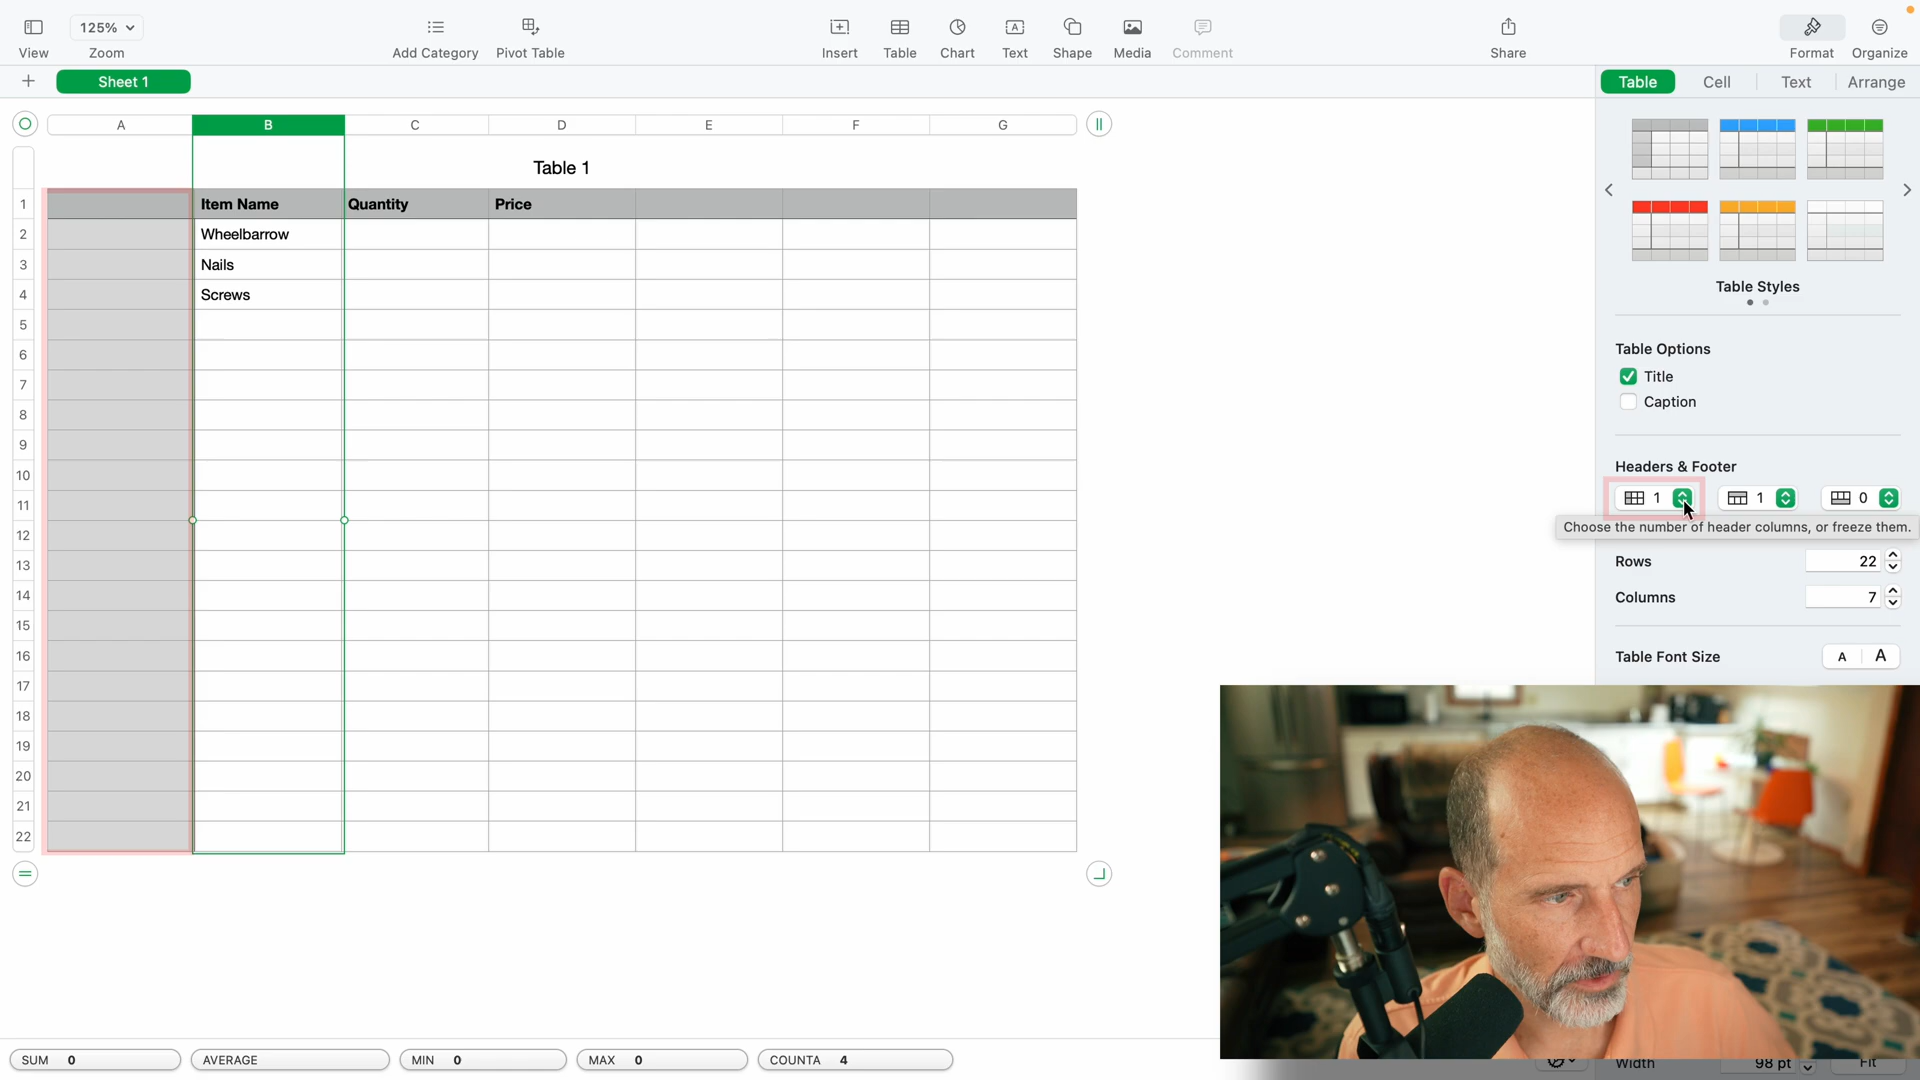 View
125%
Zoom
Add Category
Pivot Table
Insert
Table
Chart
Text
Shape
Media
Comment
Share
Format
Organize
Sheet 1
Table
Cell
Text
Arrange
A B C D E F G
Table 1
1 Item Name Quantity Price
2 Wheelbarrow
3 Nails
4 Screws
5
6
7
8
9
10
11
12
13
14
15
16
17
18
19
20
21
22
Table Styles
Table Options
Title
Caption
Headers & Footer
1 1 0
Choose the number of header columns, or freeze them.
Rows 22
Columns 7
Table Font Size A A
Width 98 pt Fit
SUM 0
AVERAGE
MIN 0
MAX 0
COUNTA 4